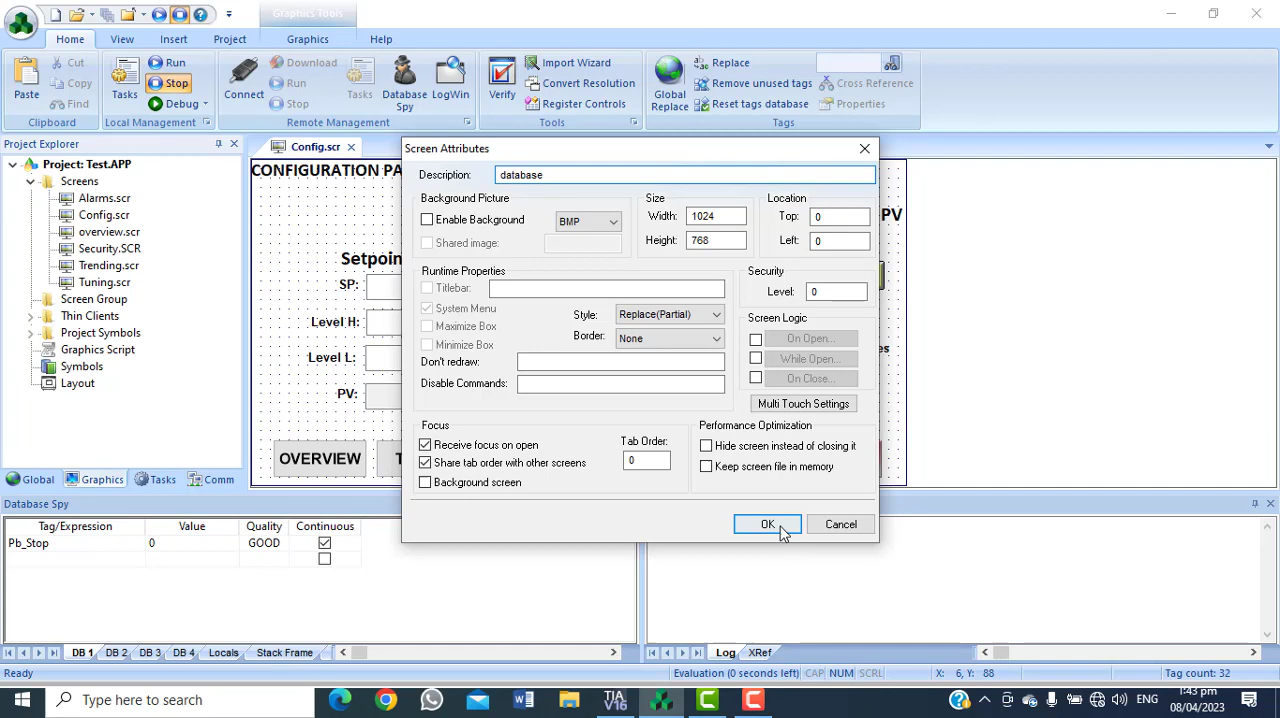 Graphics Tools
Home View Insert Project Graphics Help
Paste Cut Copy Find Clipboard
Tasks Run Stop Debug Local Management
Connect Download Run Stop Tasks Database Spy LogWin Remote Management
Verify Import Wizard Convert Resolution Register Controls Tools
Global Replace Replace Remove unused tags Reset tags database Cross Reference Properties Tags
Project Explorer
Project: Test.APP
Screens
Alarms.scr
Config.scr
overview.scr
Security.SCR
Trending.scr
Tuning.scr
Screen Group
Thin Clients
Project Symbols
Graphics Script
Symbols
Layout
Global Graphics Tasks Comm
Config.scr
CONFIGURATION PA
PV
Setpoin
SP:
Level H:
Level L:
PV:
es
OVERVIEW T
Screen Attributes
Description: database
Background Picture
Enable Background BMP
Shared image:
Size
Width: 1024
Height: 768
Location
Top: 0
Left: 0
Runtime Properties
Titlebar:
System Menu
Maximize Box
Minimize Box
Style: Replace(Partial)
Border: None
Don't redraw:
Disable Commands:
Security
Level: 0
Screen Logic
On Open...
While Open...
On Close...
Multi Touch Settings
Focus
Receive focus on open
Share tab order with other screens
Background screen
Tab Order:
0
Performance Optimization
Hide screen instead of closing it
Keep screen file in memory
OK Cancel
Database Spy
Tag/Expression Value Quality Continuous
Pb_Stop 0 GOOD
DB 1 DB 2 DB 3 DB 4 Locals Stack Frame
Log XRef
Ready Evaluation (0 seconds left) CAP NUM SCRL X: 6, Y: 88 Tag count: 32
Type here to search
TIA V16
ENG
1:43 pm
08/04/2023